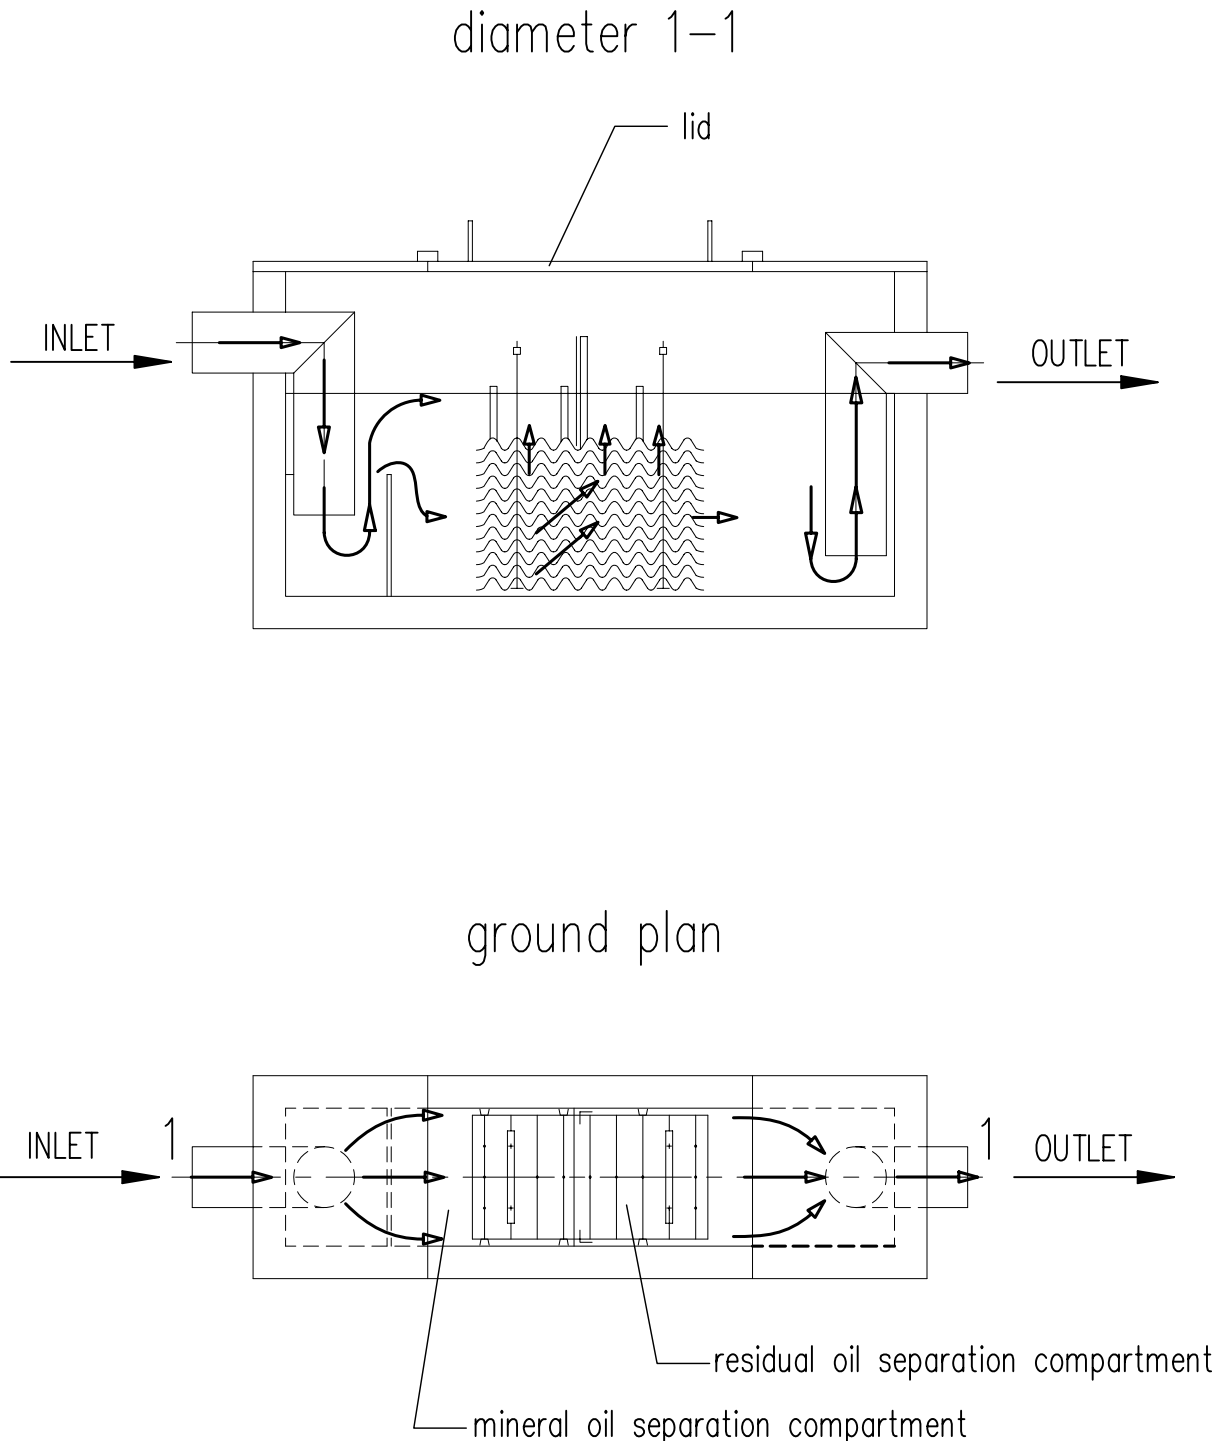 diameter 1-1
lid
INLET
OUTLET
ground plan
INLET
1
1
OUTLET
residual oil separation compartment
mineral oil separation compartment